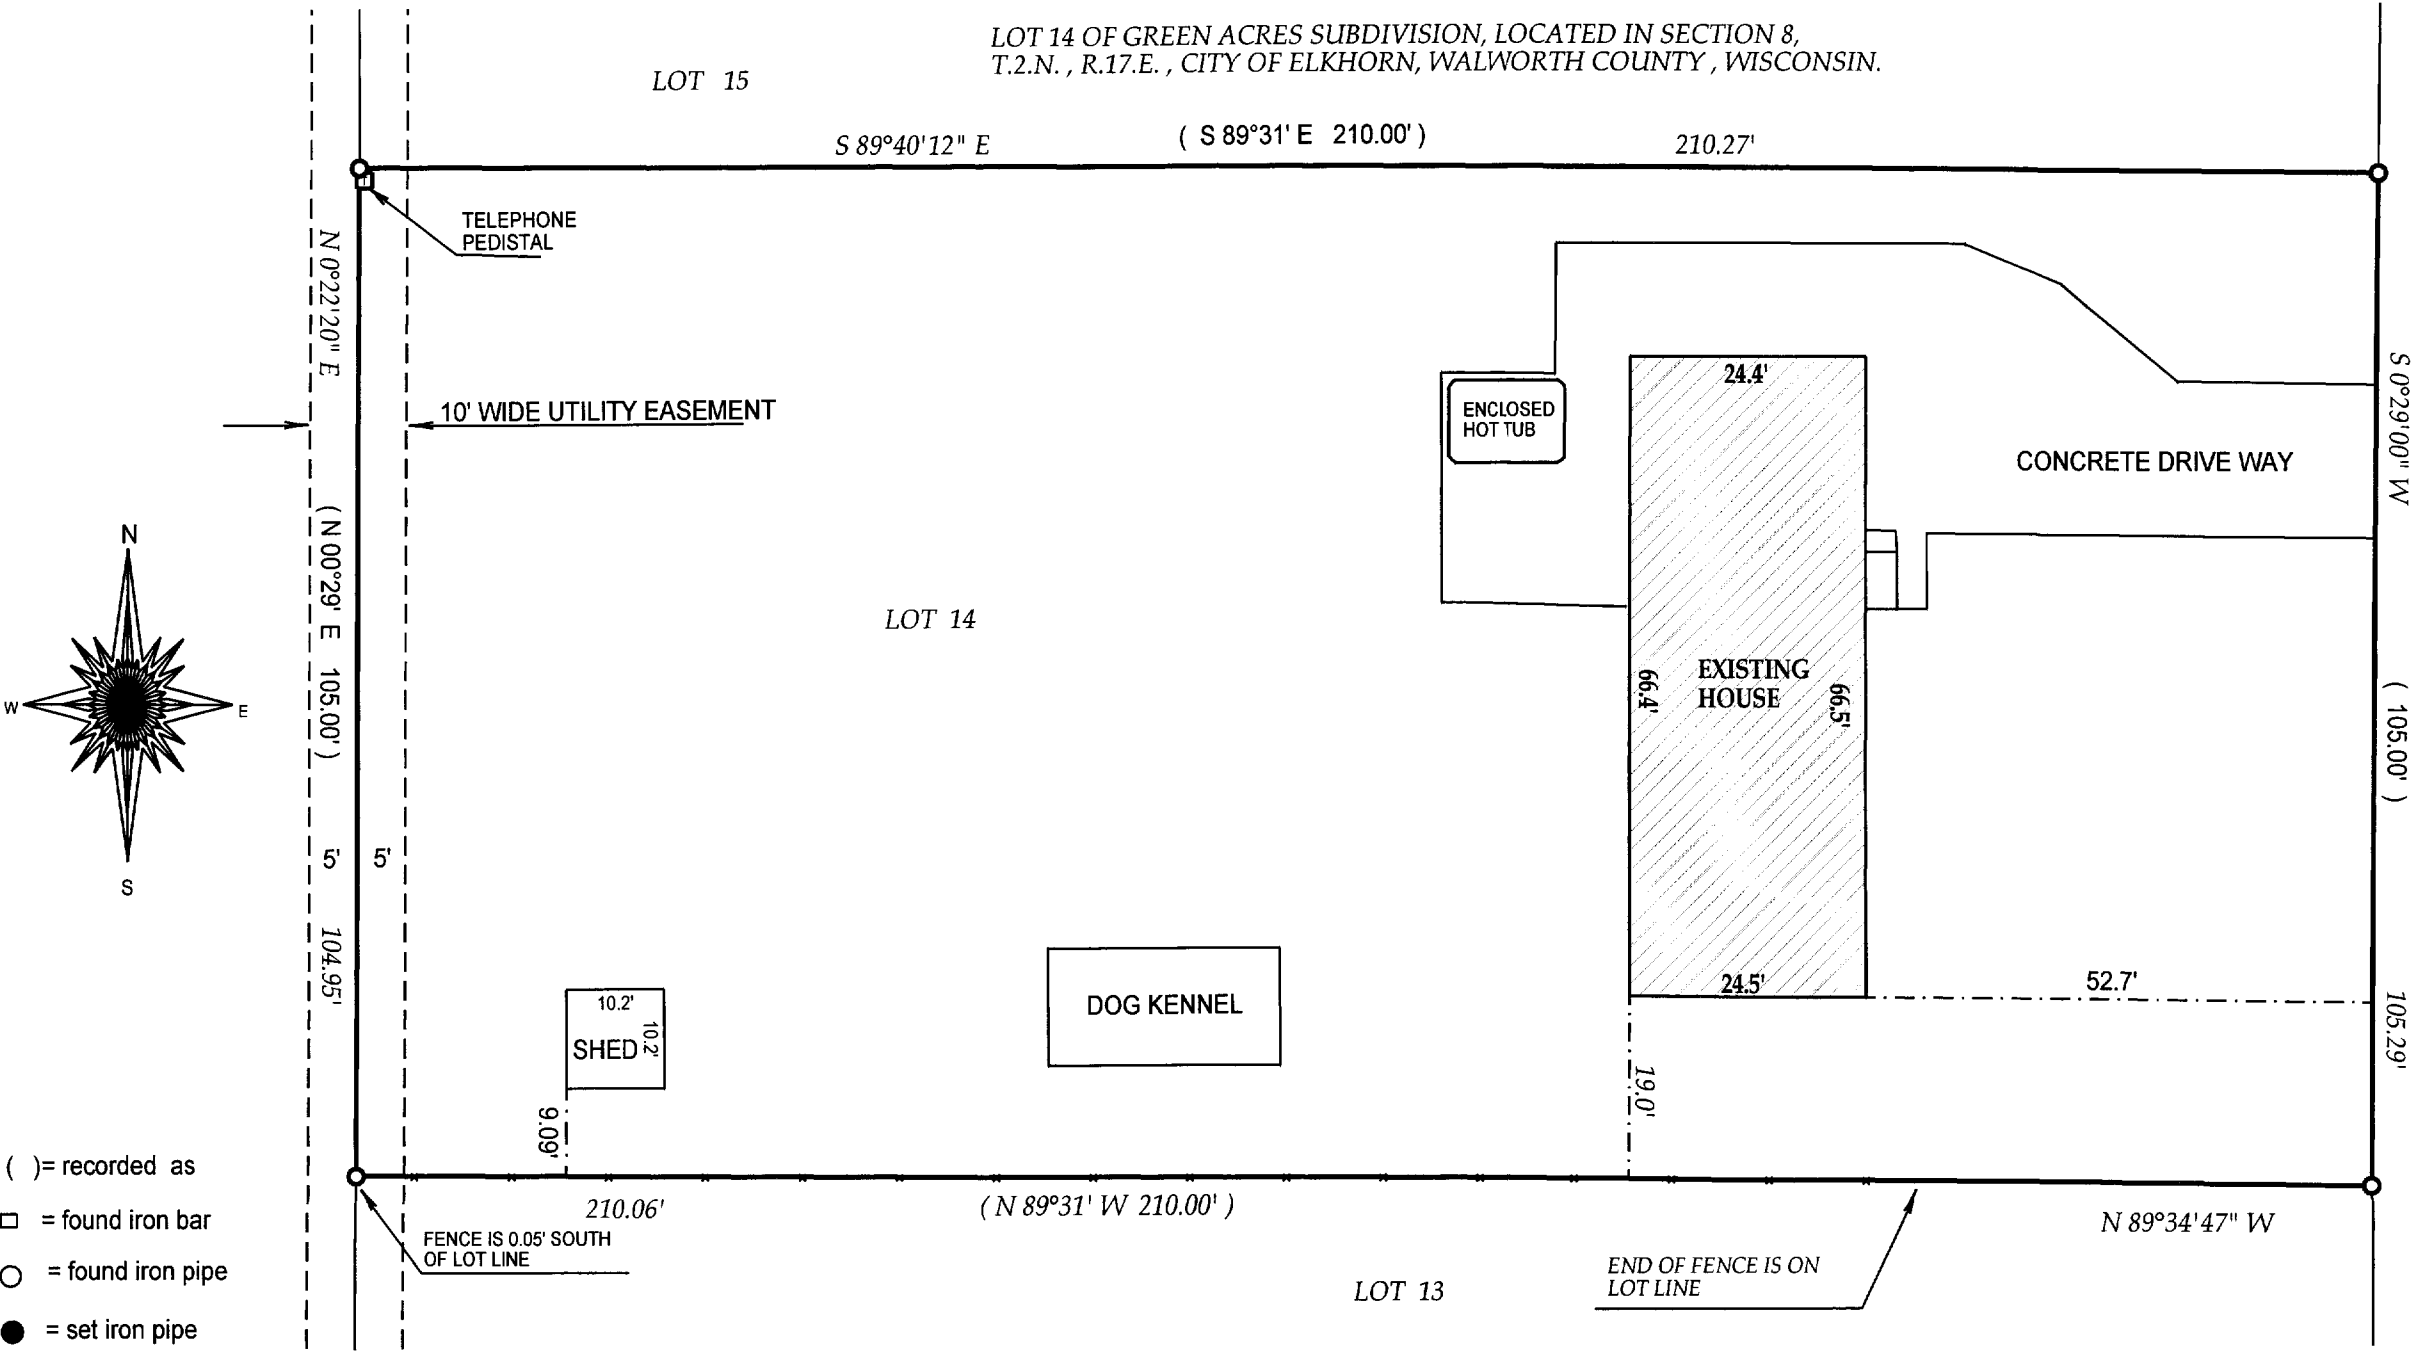 LOT 14 OF GREEN ACRES SUBDIVISION, LOCATED IN SECTION 8,
T.2.N. , R.17.E. , CITY OF ELKHORN, WALWORTH COUNTY , WISCONSIN.
LOT 15
S 89°40'12" E
( S 89°31' E 210.00' )
210.27'
TELEPHONE
PEDISTAL
N 0°22'20" E
10' WIDE UTILITY EASEMENT
( N 00°29' E 105.00' )
5'
5'
104.95'
N
W
E
S
24.4'
ENCLOSED
HOT TUB
CONCRETE DRIVE WAY
S 0°29'00" W
LOT 14
66.4'
EXISTING
HOUSE
66.5'
( 105.00' )
24.5'
52.7'
105.29'
10.2'
10.2'
SHED
DOG KENNEL
9.09'
19.0'
( )= recorded as
= found iron bar
= found iron pipe
= set iron pipe
210.06'
( N 89°31' W 210.00' )
N 89°34'47" W
FENCE IS 0.05' SOUTH
OF LOT LINE
END OF FENCE IS ON
LOT LINE
LOT 13